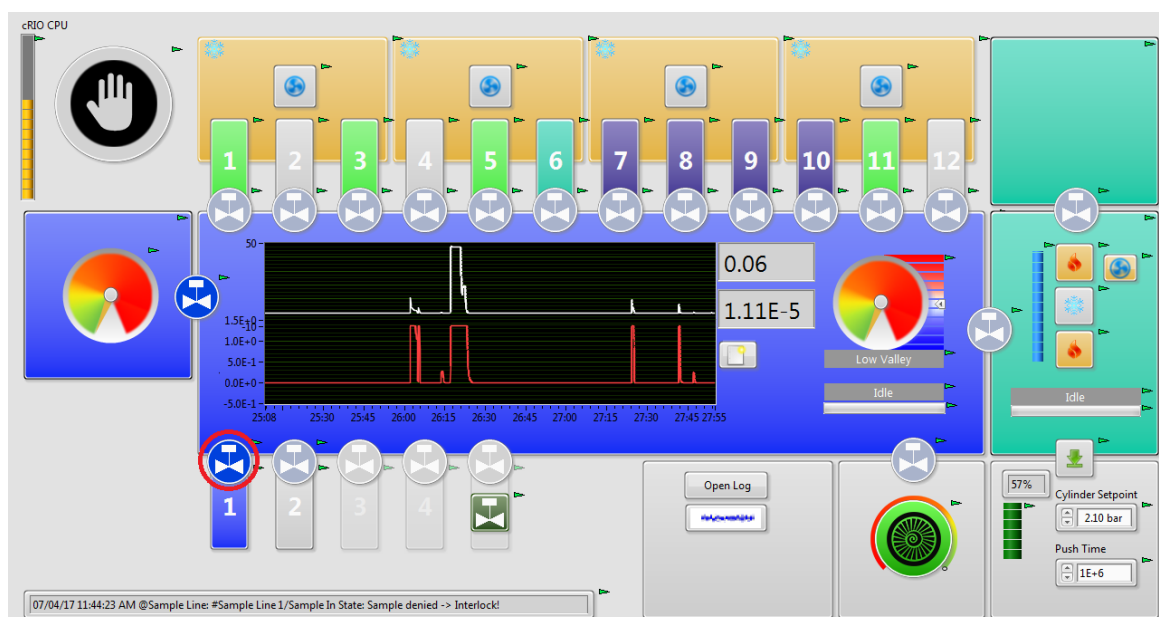 cRIO CPU
1
2
3
4
5
6
7
8
9
10
11
12
50
0.06
1.11E-5
1.0E+0
5.0E-1
0.0E+0
-5.0E-1
25:08
25:30
25:45
26:00
26:15
26:30
26:45
27:00
27:15
27:30
27:45
27:55
Low Valley
Idle
Idle
1
2
3
4
Open Log
57%
Cylinder Setpoint
2.10 bar
Push Time
1E+6
07/04/17 11:44:23 AM @Sample Line: #Sample Line 1/Sample In State: Sample denied -> Interlock!